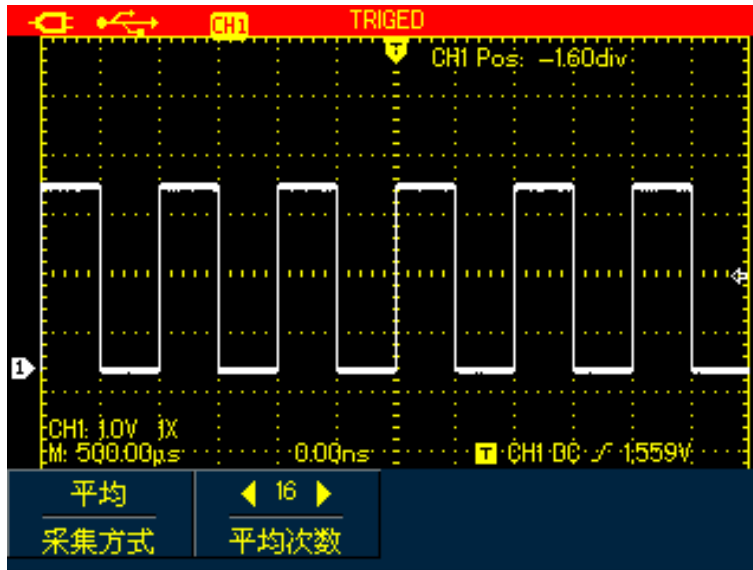 CH1 TRIGED
T CH1 Pos: -1.60div
1
CH1: 1.0V 1X
M: 500.00µs 0.00ns T CH1 DC 1.559V
平均 16
采集方式 平均次数